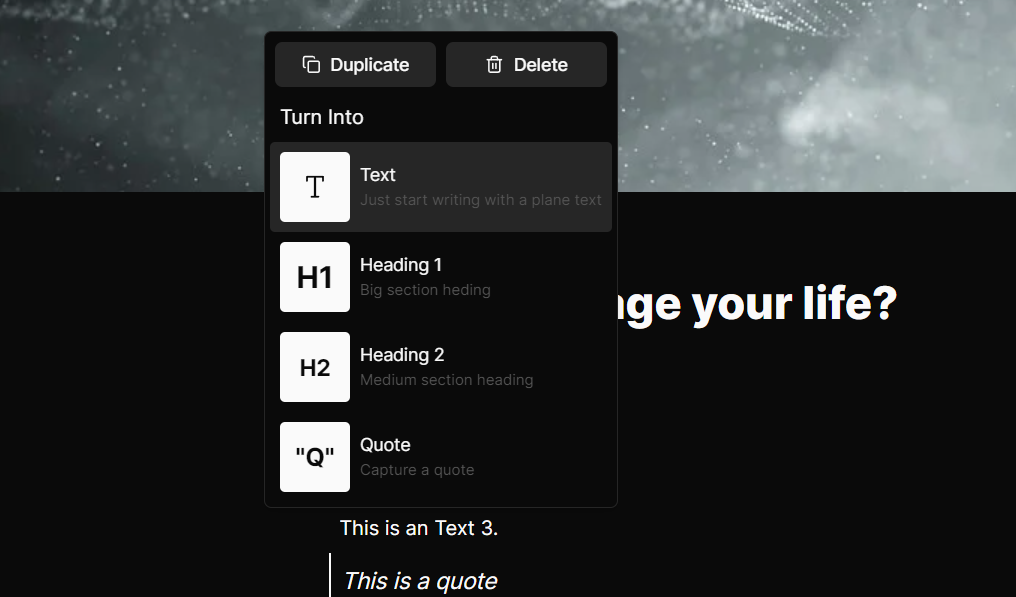 Duplicate
Delete
Turn Into
T
Text
Just start writing with a plane text
H1
Heading 1
Big section heding
H2
Heading 2
Medium section heading
"Q"
Quote
Capture a quote
your life?
This is an Text 3.
This is a quote